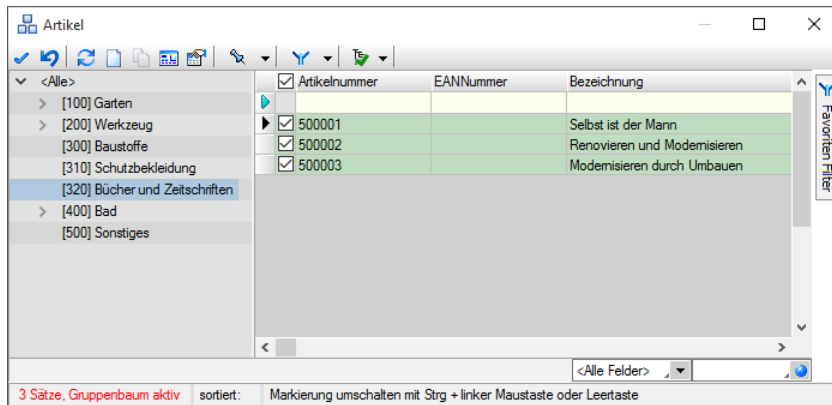 Artikel
<Alle>
[100] Garten
[200] Werkzeug
[300] Baustoffe
[310] Schutzbekleidung
[320] Bücher und Zeitschriften
[400] Bad
[500] Sonstiges
Artikelnummer EANNummer Bezeichnung
500001 Selbst ist der Mann
500002 Renovieren und Modernisieren
500003 Modernisieren durch Umbauen
Favoriten Filter
<Alle Felder>
3 Sätze, Gruppenbaum aktiv sortiert: Markierung umschalten mit Strg + linker Maustaste oder Leertaste